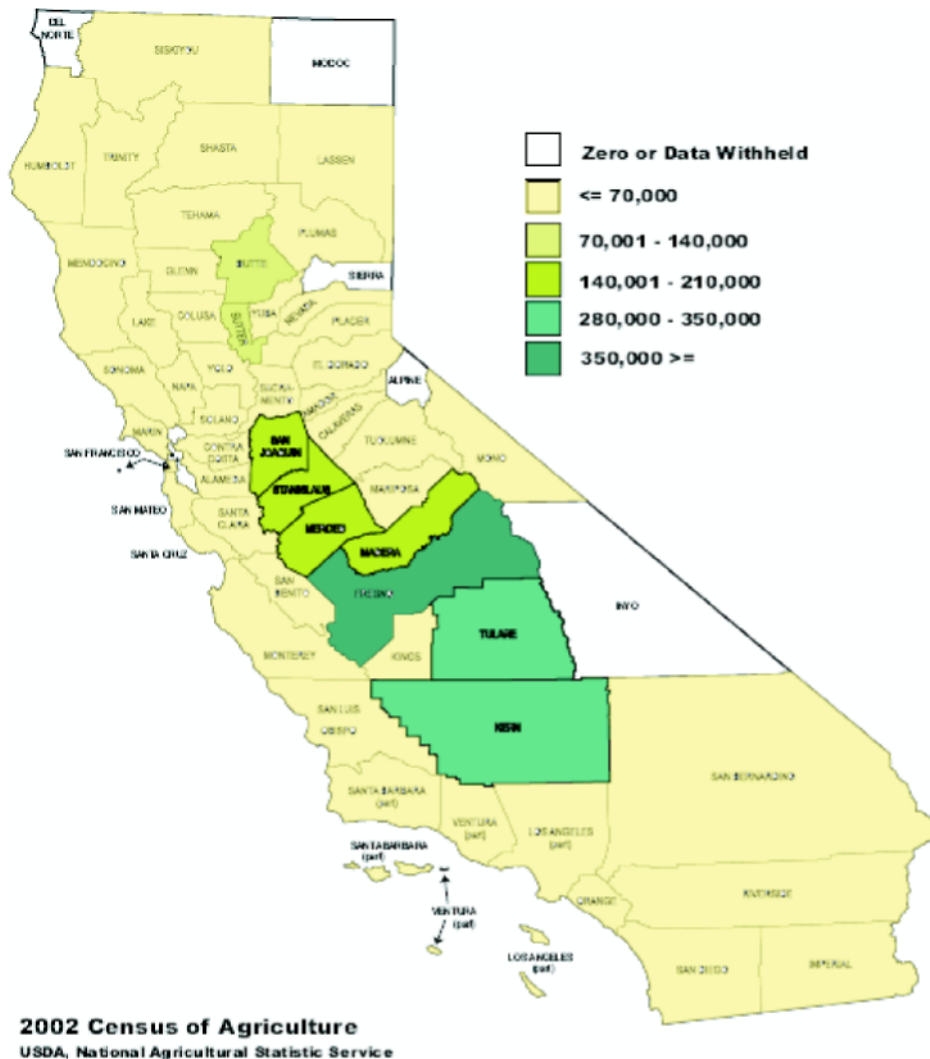 DEL
NORTE
SISKIYOU
MODOC
HUMBOLDT
TRINITY
SHASTA
LASSEN
TEHAMA
PLUMAS
MENDOCINO
GLENN
BUTTE
SIERRA
LAKE
COLUSA
SUTTER
YUBA
NEVADA
PLACER
SONOMA
NAPA
YOLO
EL DORADO
ALPINE
SACRA-
MENTO
AMADOR
SOLANO
CALAVERAS
MARIN
SAN
JOAQUIN
TUOLUMNE
MONO
SAN FRANCISCO
CONTRA
COSTA
ALAMEDA
STANISLAUS
MARIPOSA
SAN MATEO
SANTA
CLARA
MERCED
MADERA
SANTA CRUZ
SAN
BENITO
FRESNO
INYO
MONTEREY
KINGS
TULARE
SAN LUIS
OBISPO
KERN
SAN BERNARDINO
SANTA BARBARA
(part)
VENTURA
(part)
LOS ANGELES
(part)
SANTA BARBARA
(part)
ORANGE
RIVERSIDE
VENTURA
(part)
LOS ANGELES
(part)
SAN DIEGO
IMPERIAL
Zero or Data Withheld
<= 70,000
70,001 - 140,000
140,001 - 210,000
280,000 - 350,000
350,000 >=
2002 Census of Agriculture
USDA, National Agricultural Statistic Service